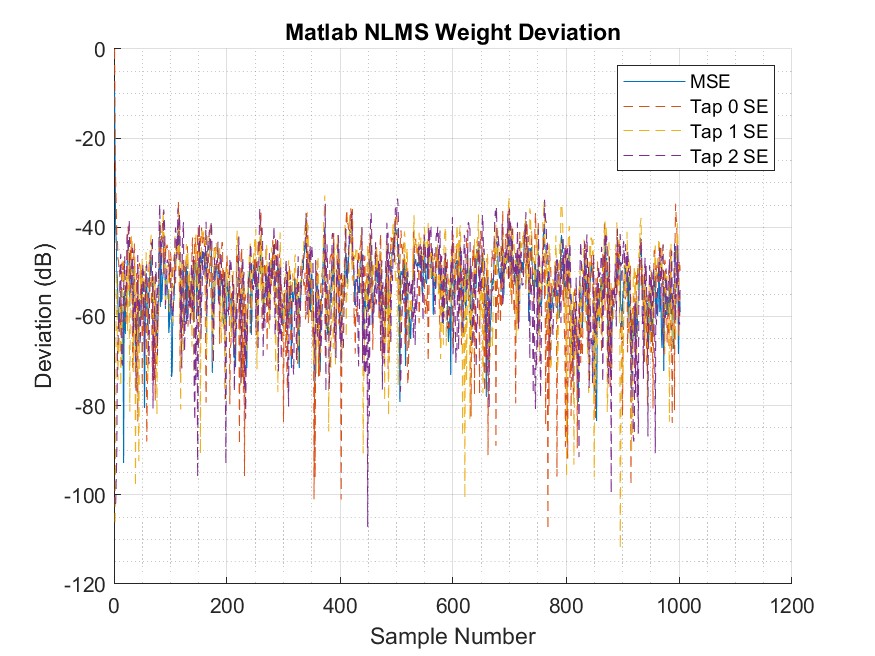 Matlab NLMS Weight Deviation
MSE
Tap 0 SE
Tap 1 SE
Tap 2 SE
Deviation (dB)
0
-20
-40
-60
-80
-100
-120
0 200 400 600 800 1000 1200
Sample Number